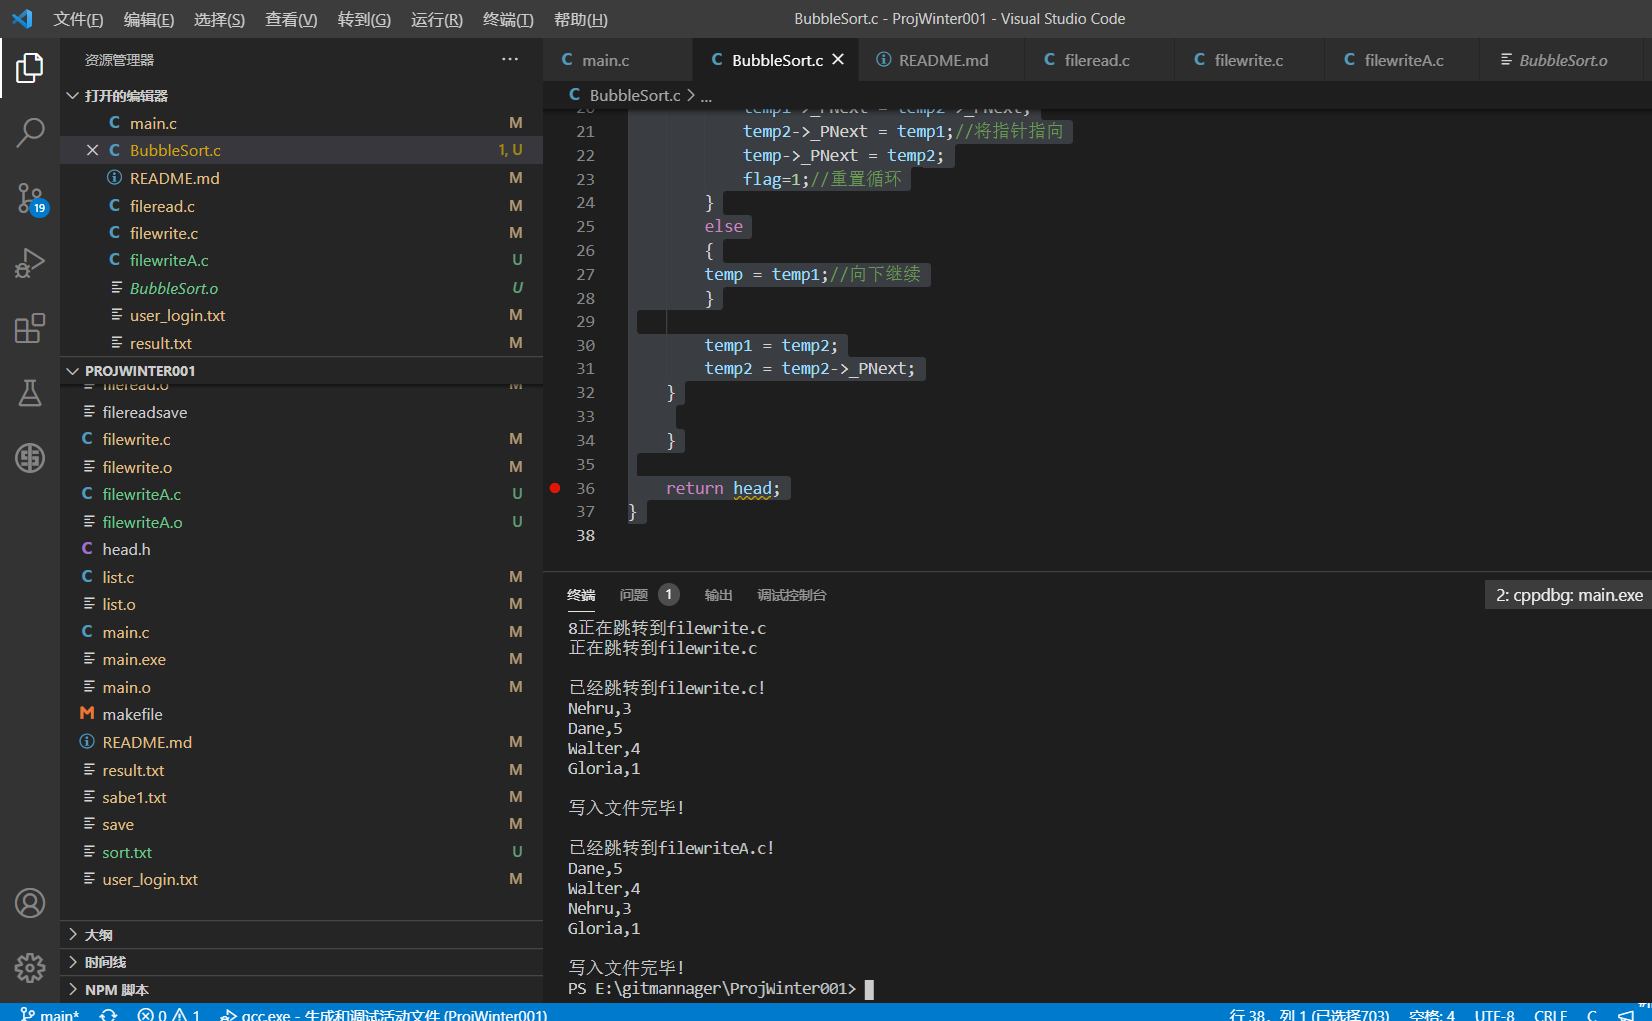 文件(F) 编辑(E) 选择(S) 查看(V) 转到(G) 运行(R) 终端(T) 帮助(H) BubbleSort.c - ProjWinter001 - Visual Studio Code
资源管理器 ···
打开的编辑器
C main.c M
C BubbleSort.c 1, U
README.md M
C fileread.c M
C filewrite.c M
C filewriteA.c U
BubbleSort.o U
user_login.txt M
result.txt M
PROJWINTER001
fileread.o M
filereadsave
C filewrite.c M
filewrite.o M
C filewriteA.c U
filewriteA.o U
C head.h
C list.c M
list.o M
C main.c M
main.exe M
main.o M
M makefile
README.md M
result.txt M
sabe1.txt M
save M
sort.txt U
user_login.txt M
大纲
时间线
NPM 脚本
19
C main.c C BubbleSort.c README.md C fileread.c C filewrite.c C filewriteA.c BubbleSort.o
C BubbleSort.c > ...
20 temp1->_PNext = temp2->_PNext;
21 temp2->_PNext = temp1;//将指针指向
22 temp->_PNext = temp2;
23 flag=1;//重置循环
24 }
25 else
26 {
27 temp = temp1;//向下继续
28 }
29
30 temp1 = temp2;
31 temp2 = temp2->_PNext;
32 }
33
34 }
35
36 return head;
37 }
38
终端 问题 1 输出 调试控制台 2: cppdbg: main.exe
8正在跳转到filewrite.c
正在跳转到filewrite.c
已经跳转到filewrite.c!
Nehru,3
Dane,5
Walter,4
Gloria,1
写入文件完毕!
已经跳转到filewriteA.c!
Dane,5
Walter,4
Nehru,3
Gloria,1
写入文件完毕!
PS E:\gitmannager\ProjWinter001>
main* 0 1 gcc.exe - 生成和调试活动文件 (ProjWinter001) 行 38，列 1 (已选择703) 空格: 4 UTF-8 CRLF C